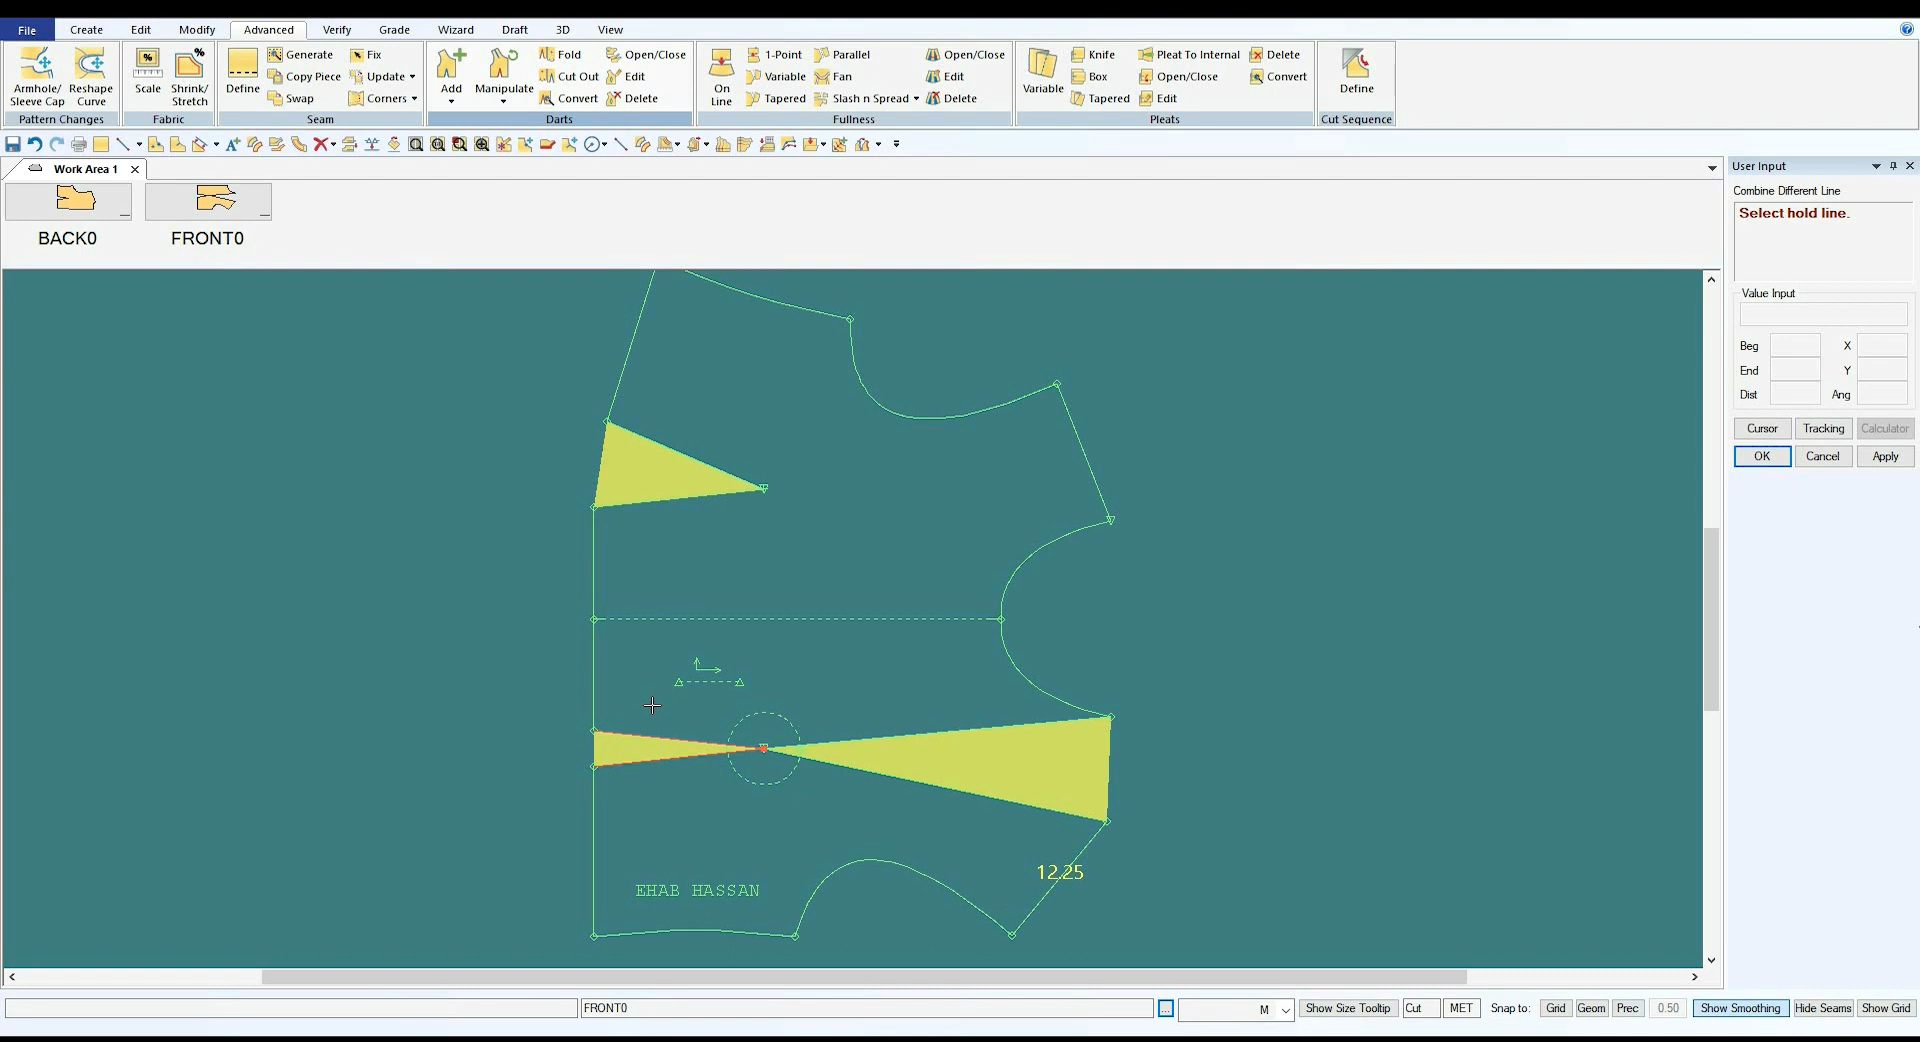 File Create Edit Modify Advanced Verify Grade Wizard Draft 3D View
Armhole/ Sleeve Cap
Reshape Curve
Pattern Changes
Scale
Shrink/ Stretch
Fabric
Define
Generate
Copy Piece
Swap
Fix
Update
Corners
Seam
Add
Manipulate
Fold
Cut Out
Convert
Open/Close
Edit
Delete
Darts
On Line
1-Point
Variable
Tapered
Parallel
Fan
Slash n Spread
Open/Close
Edit
Delete
Fullness
Variable
Knife
Box
Tapered
Pleat To Internal
Open/Close
Edit
Delete
Convert
Pleats
Define
Cut Sequence
Work Area 1
BACK0
FRONT0
EHAB HASSAN
12.25
User Input
Combine Different Line
Select hold line.
Value Input
Beg X
End Y
Dist Ang
Cursor Tracking Calculator
OK Cancel Apply
FRONT0 ... M Show Size Tooltip Cut MET Snap to: Grid Geom Prec 0.50 Show Smoothing Hide Seams Show Grid